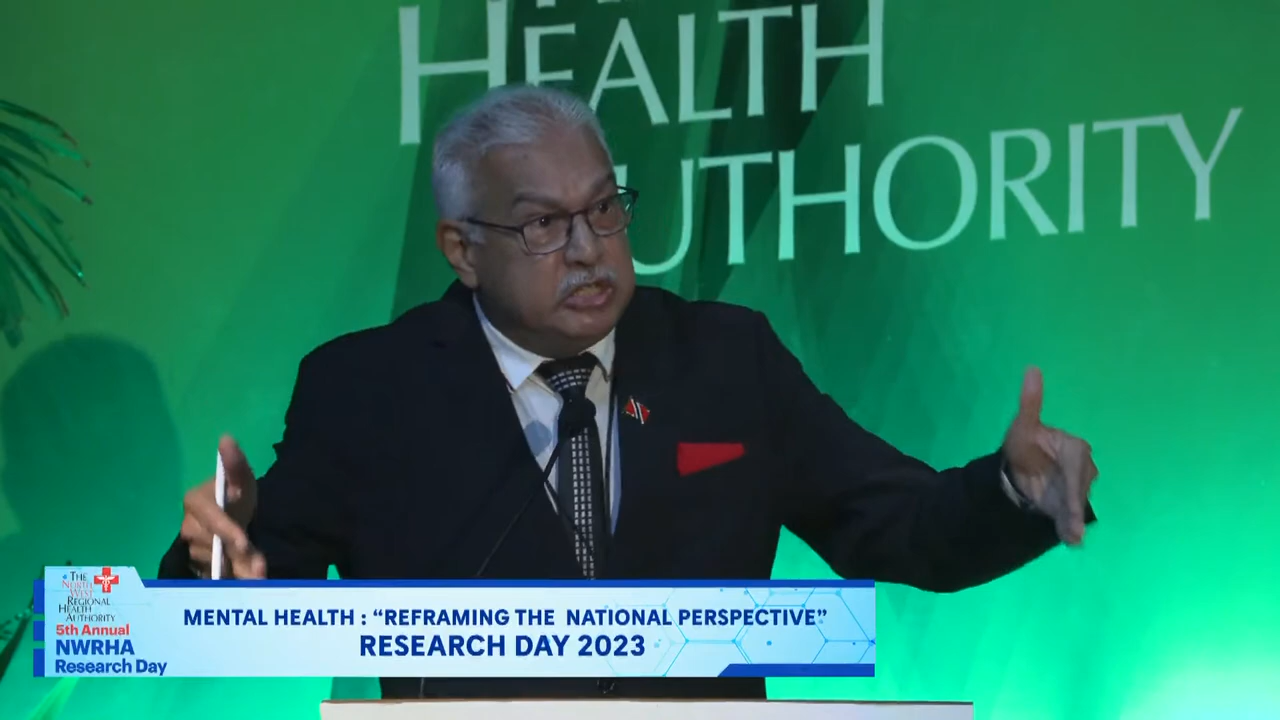 HEALTH
AUTHORITY
THE
NORTH
WEST
REGIONAL
HEALTH
AUTHORITY
5th Annual
NWRHA
Research Day
MENTAL HEALTH : “REFRAMING THE NATIONAL PERSPECTIVE”
RESEARCH DAY 2023